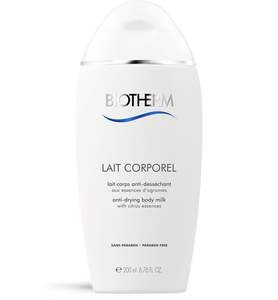 BIOTHERM
LAIT CORPOREL
lait corps anti-desséchant
aux essences d'agrumes
anti-drying body milk
with citrus essences
SANS PARABEN - PARABEN FREE
℮ 200 ml 6.76 FL. OZ.